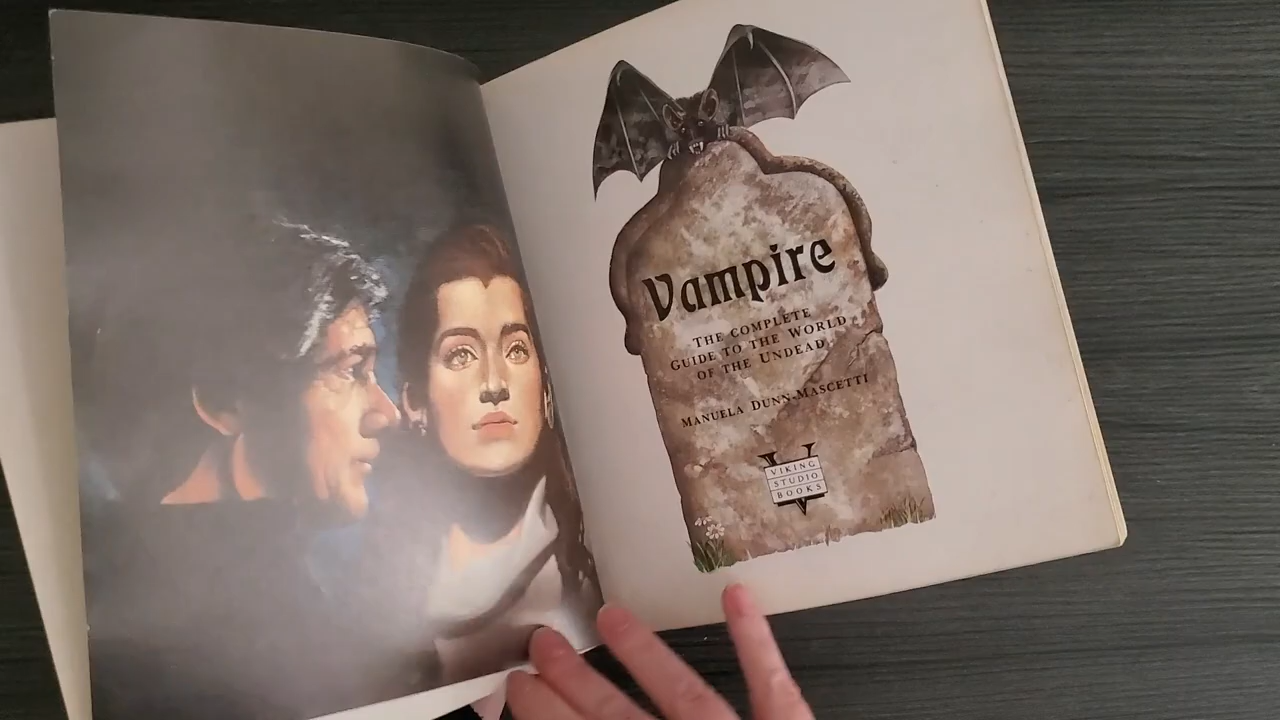 Vampire
THE COMPLETE
GUIDE TO THE WORLD
OF THE UNDEAD
MANUELA DUNN-MASCETTI
VIKING
STUDIO
BOOKS